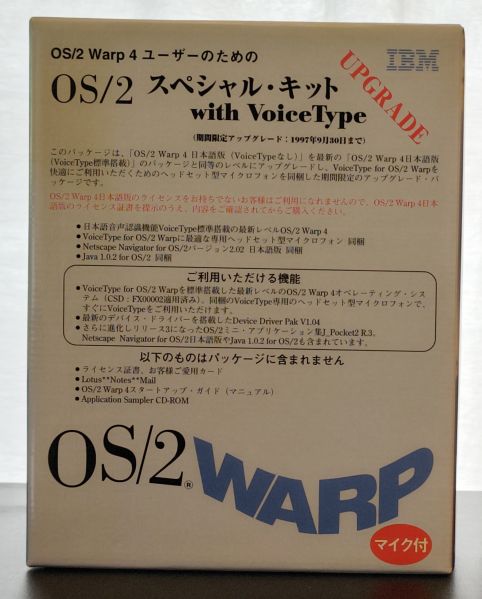 OS/2 Warp 4 ユーザーのための
IBM
UPGRADE
OS/2 スペシャル・キット
with VoiceType
(期間限定アップグレード：1997年9月30日まで)
このパッケージは、「OS/2 Warp 4 日本語版 (VoiceTypeなし)」を最新の「OS/2 Warp 4日本語版
(VoiceType標準搭載)」のパッケージと同等のレベルにアップグレードし、VoiceType for OS/2 Warpを
快適にご利用いただくためのヘッドセット型マイクロフォンを同梱した期間限定のアップグレード・パ
ッケージです。
OS/2 Warp 4日本語版のライセンスをお持ちでないお客様はご利用になれませんので、OS/2 Warp 4日本
語版のライセンス証書を提示のうえ、内容をご確認されてからご購入ください。
● 日本語音声認識機能VoiceType標準搭載の最新レベルOS/2 Warp 4
● VoiceType for OS/2 Warpに最適な専用ヘッドセット型マイクロフォン 同梱
● Netscape Navigator for OS/2バージョン2.02 日本語版 同梱
● Java 1.0.2 for OS/2 同梱
ご利用いただける機能
● VoiceType for OS/2 Warpを搭載した最新レベルのOS/2 Warp 4オペレーティング・シス
テム (CSD：FX00002適用済み)、同梱のVoiceType専用のヘッドセット型マイクロフォンで、
すぐにVoiceTypeをご利用いただけます。
● 最新のデバイス・ドライバーを搭載したDevice Driver Pak V1.04
● さらに進化しリリース3になったOS/2ミニ・アプリケーション集J_Pocket2 R.3、
Netscape Navigator for OS/2日本語版やJava 1.0.2 for OS/2も含まれています。
以下のものはパッケージに含まれません
● ライセンス証書、お客様ご愛用カード
● Lotus**Notes**Mail
● OS/2 Warp 4スタートアップ・ガイド (マニュアル)
● Application Sampler CD-ROM
OS/2® WARP
マイク付